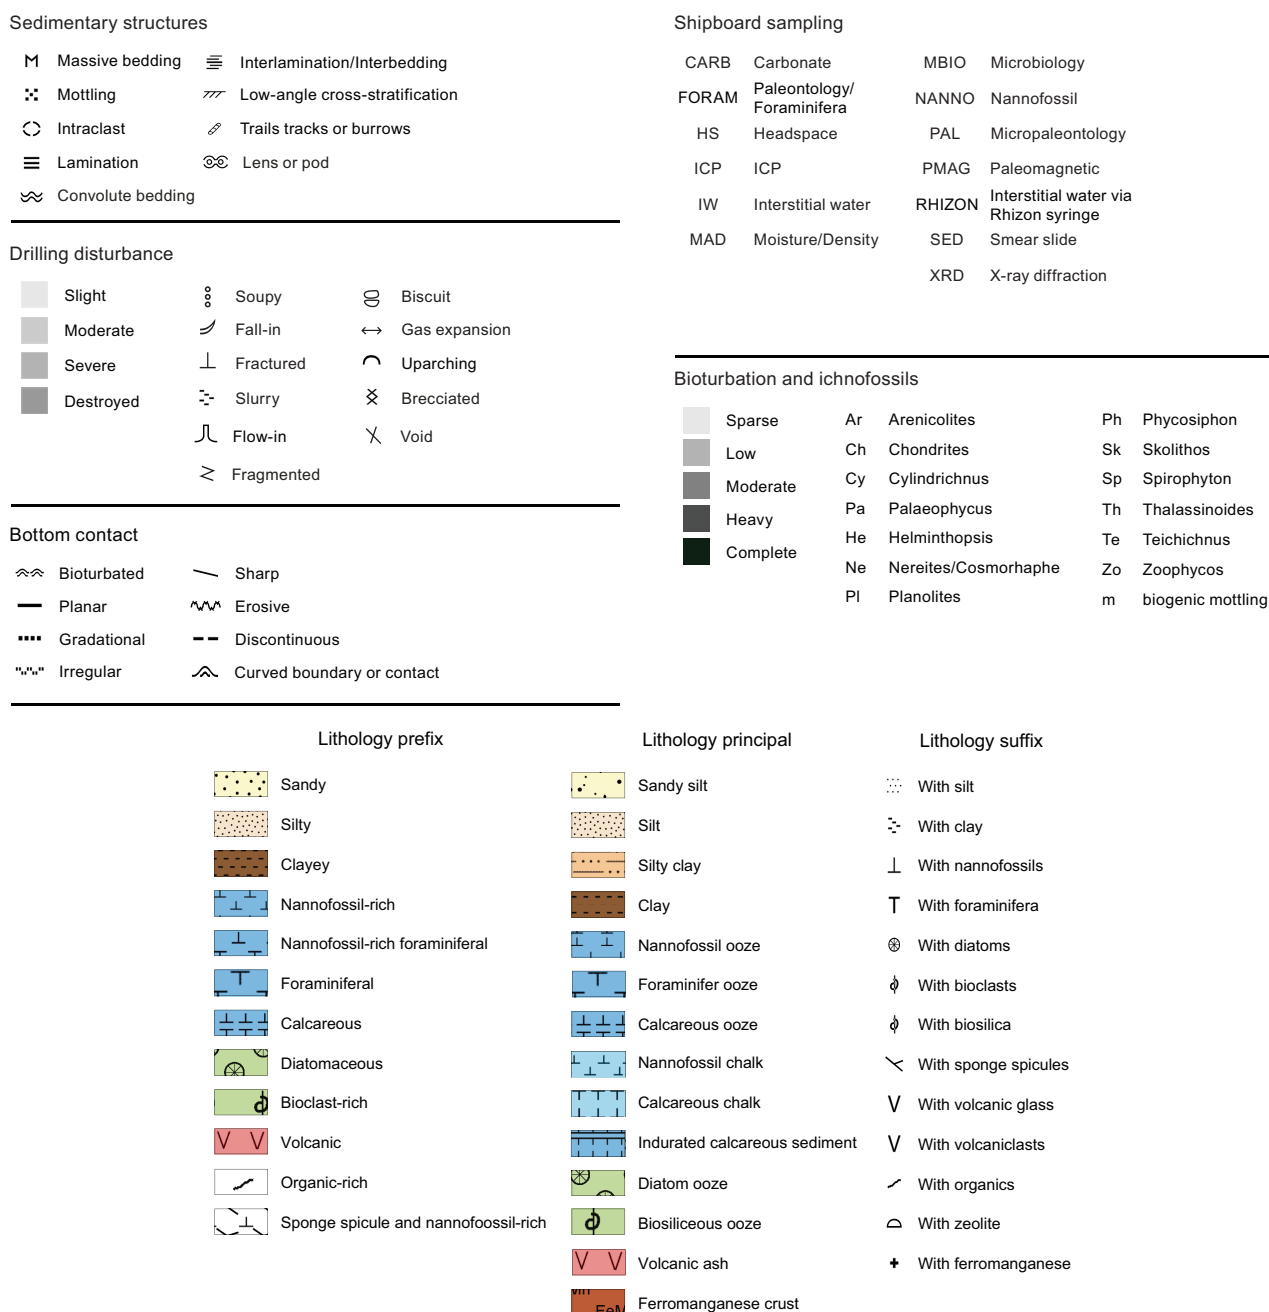 Sedimentary structures
Massive bedding
Interlamination/Interbedding
Mottling
Low-angle cross-stratification
Intraclast
Trails tracks or burrows
Lamination
Lens or pod
Convolute bedding
Drilling disturbance
Slight
Soupy
Biscuit
Moderate
Fall-in
Gas expansion
Severe
Fractured
Uparching
Destroyed
Slurry
Brecciated
Flow-in
Void
Fragmented
Bottom contact
Bioturbated
Sharp
Planar
Erosive
Gradational
Discontinuous
Irregular
Curved boundary or contact
Shipboard sampling
CARB Carbonate
MBIO Microbiology
FORAM Paleontology/
Foraminifera
NANNO Nannofossil
HS Headspace
PAL Micropaleontology
ICP ICP
PMAG Paleomagnetic
IW Interstitial water
RHIZON Interstitial water via
Rhizon syringe
MAD Moisture/Density
SED Smear slide
XRD X-ray diffraction
Bioturbation and ichnofossils
Sparse
Low
Moderate
Heavy
Complete
Ar Arenicolites
Ch Chondrites
Cy Cylindrichnus
Pa Palaeophycus
He Helminthopsis
Ne Nereites/Cosmorhaphe
Pl Planolites
Ph Phycosiphon
Sk Skolithos
Sp Spirophyton
Th Thalassinoides
Te Teichichnus
Zo Zoophycos
m biogenic mottling
Lithology prefix
Sandy
Silty
Clayey
Nannofossil-rich
Nannofossil-rich foraminiferal
Foraminiferal
Calcareous
Diatomaceous
Bioclast-rich
Volcanic
Organic-rich
Sponge spicule and nannofoossil-rich
Lithology principal
Sandy silt
Silt
Silty clay
Clay
Nannofossil ooze
Foraminifer ooze
Calcareous ooze
Nannofossil chalk
Calcareous chalk
Indurated calcareous sediment
Diatom ooze
Biosiliceous ooze
Volcanic ash
Ferromanganese crust
Lithology suffix
With silt
With clay
With nannofossils
With foraminifera
With diatoms
With bioclasts
With biosilica
With sponge spicules
With volcanic glass
With volcaniclasts
With organics
With zeolite
With ferromanganese